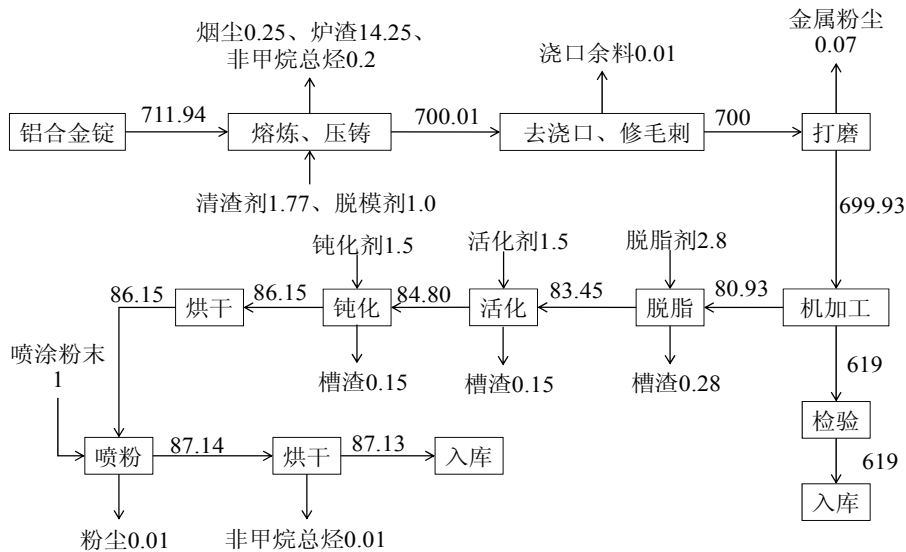 烟尘0.25、炉渣14.25、
非甲烷总烃0.2
浇口余料0.01
金属粉尘
0.07
铝合金锭
711.94
熔炼、压铸
700.01
去浇口、修毛刺
700
打磨
清渣剂1.77、脱模剂1.0
699.93
钝化剂1.5
活化剂1.5
脱脂剂2.8
86.15
烘干
86.15
钝化
84.80
活化
83.45
脱脂
80.93
机加工
喷涂粉末
1
槽渣0.15
槽渣0.15
槽渣0.28
619
检验
喷粉
87.14
烘干
87.13
入库
619
入库
粉尘0.01
非甲烷总烃0.01